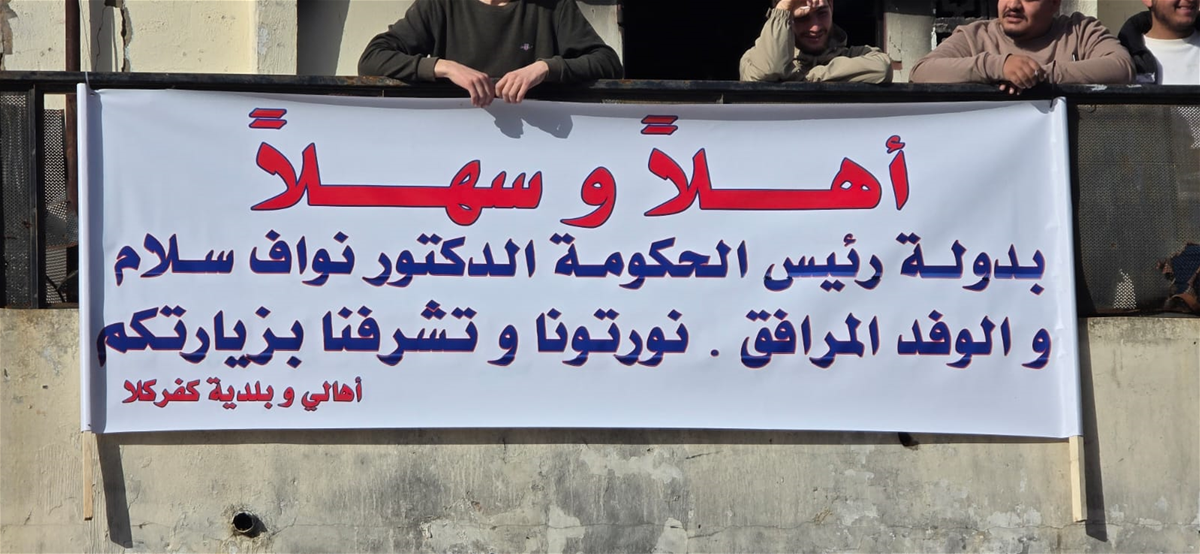 أهلاً و سهلاً
بدولة رئيس الحكومة الدكتور نواف سلام
و الوفد المرافق . نورتونا و تشرفنا بزيارتكم
أهالي و بلدية كفركلا